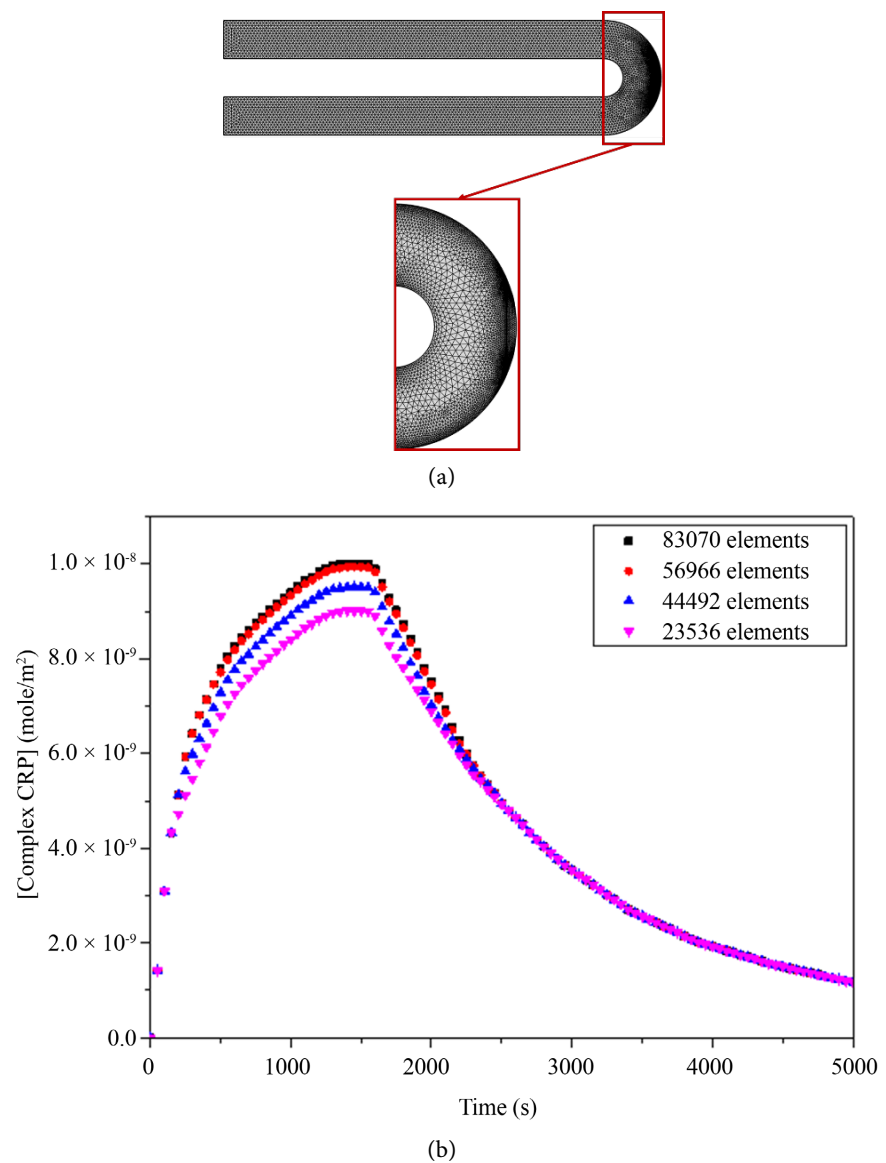 (a)
83070 elements
56966 elements
44492 elements
23536 elements
1.0 × 10⁻⁸
8.0 × 10⁻⁹
6.0 × 10⁻⁹
4.0 × 10⁻⁹
2.0 × 10⁻⁹
0.0
[Complex CRP] (mole/m²)
0 1000 2000 3000 4000 5000
Time (s)
(b)